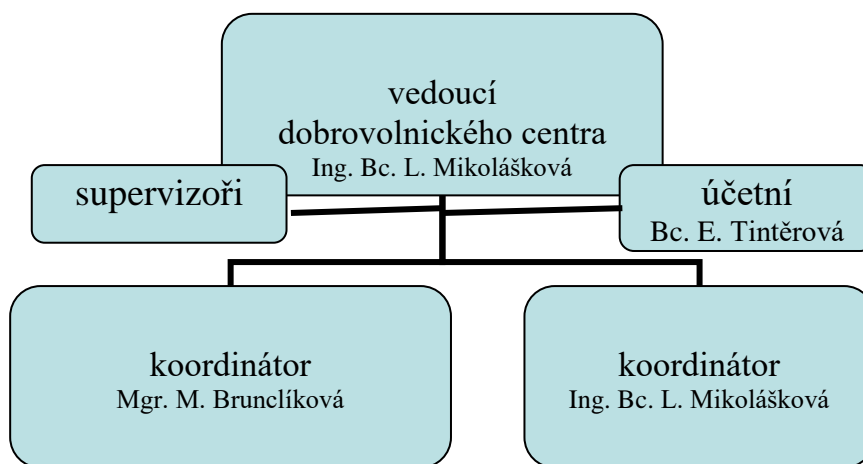 vedoucí
dobrovolnického centra
Ing. Bc. L. Mikolášková
supervizoři
účetní
Bc. E. Tintěrová
koordinátor
Mgr. M. Brunclíková
koordinátor
Ing. Bc. L. Mikolášková